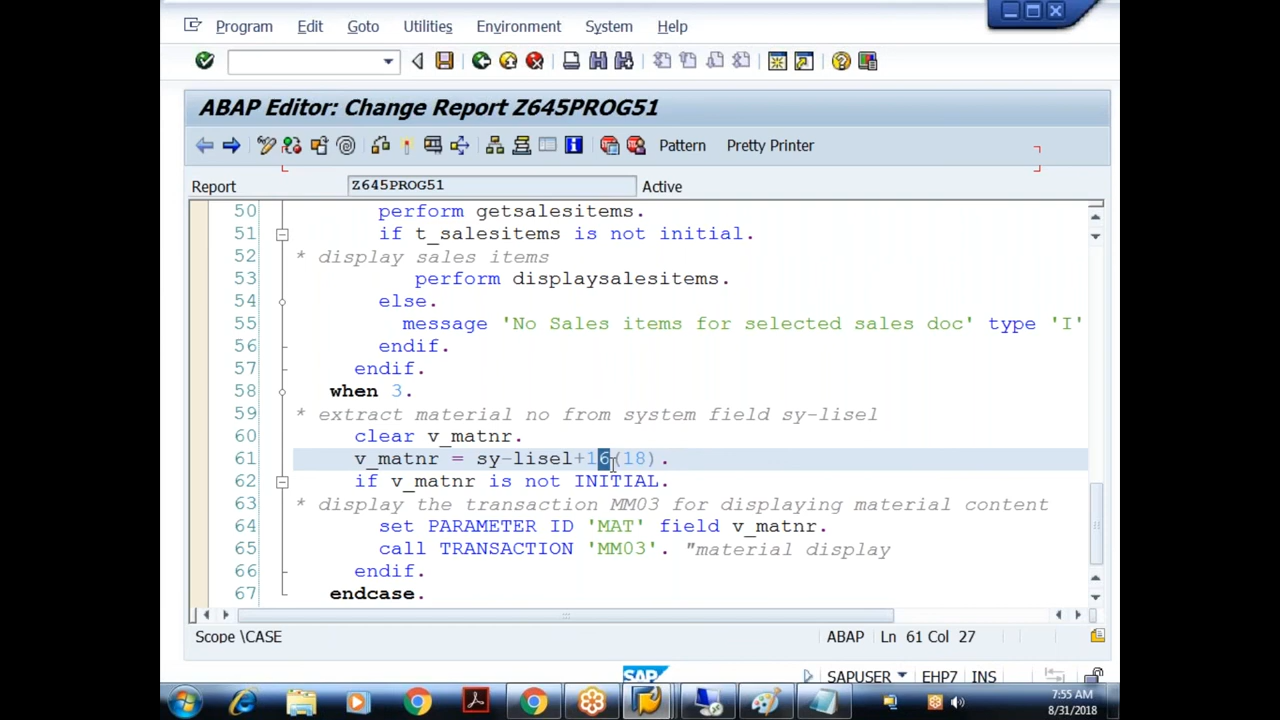 Program Edit Goto Utilities Environment System Help
ABAP Editor: Change Report Z645PROG51
Pattern Pretty Printer
Report Z645PROG51 Active
50 perform getsalesitems.
51 if t_salesitems is not initial.
52 * display sales items
53 perform displaysalesitems.
54 else.
55 message 'No Sales items for selected sales doc' type 'I'
56 endif.
57 endif.
58 when 3.
59 * extract material no from system field sy-lisel
60 clear v_matnr.
61 v_matnr = sy-lisel+16(18).
62 if v_matnr is not INITIAL.
63 * display the transaction MM03 for displaying material content
64 set PARAMETER ID 'MAT' field v_matnr.
65 call TRANSACTION 'MM03'. "material display
66 endif.
67 endcase.
Scope \CASE ABAP Ln 61 Col 27
SAP SAPUSER EHP7 INS
7:55 AM
8/31/2018